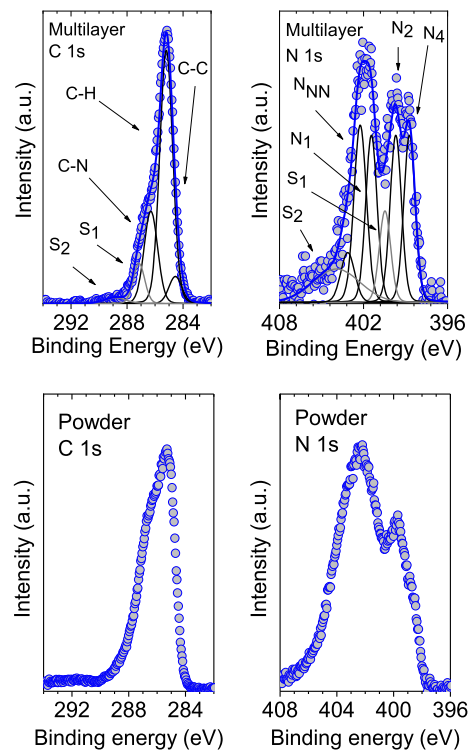 Multilayer
C 1s
C-C
C-H
C-N
S1
S2
Intensity (a.u.)
292 288 284
Binding Energy (eV)
Multilayer
N 1s
N2
N4
NNN
N1
S1
S2
Intensity (a.u.)
408 402 396
Binding Energy (eV)
Powder
C 1s
Intensity (a.u.)
292 288 284
Binding energy (eV)
Powder
N 1s
Intensity (a.u.)
408 404 400 396
Binding energy (eV)